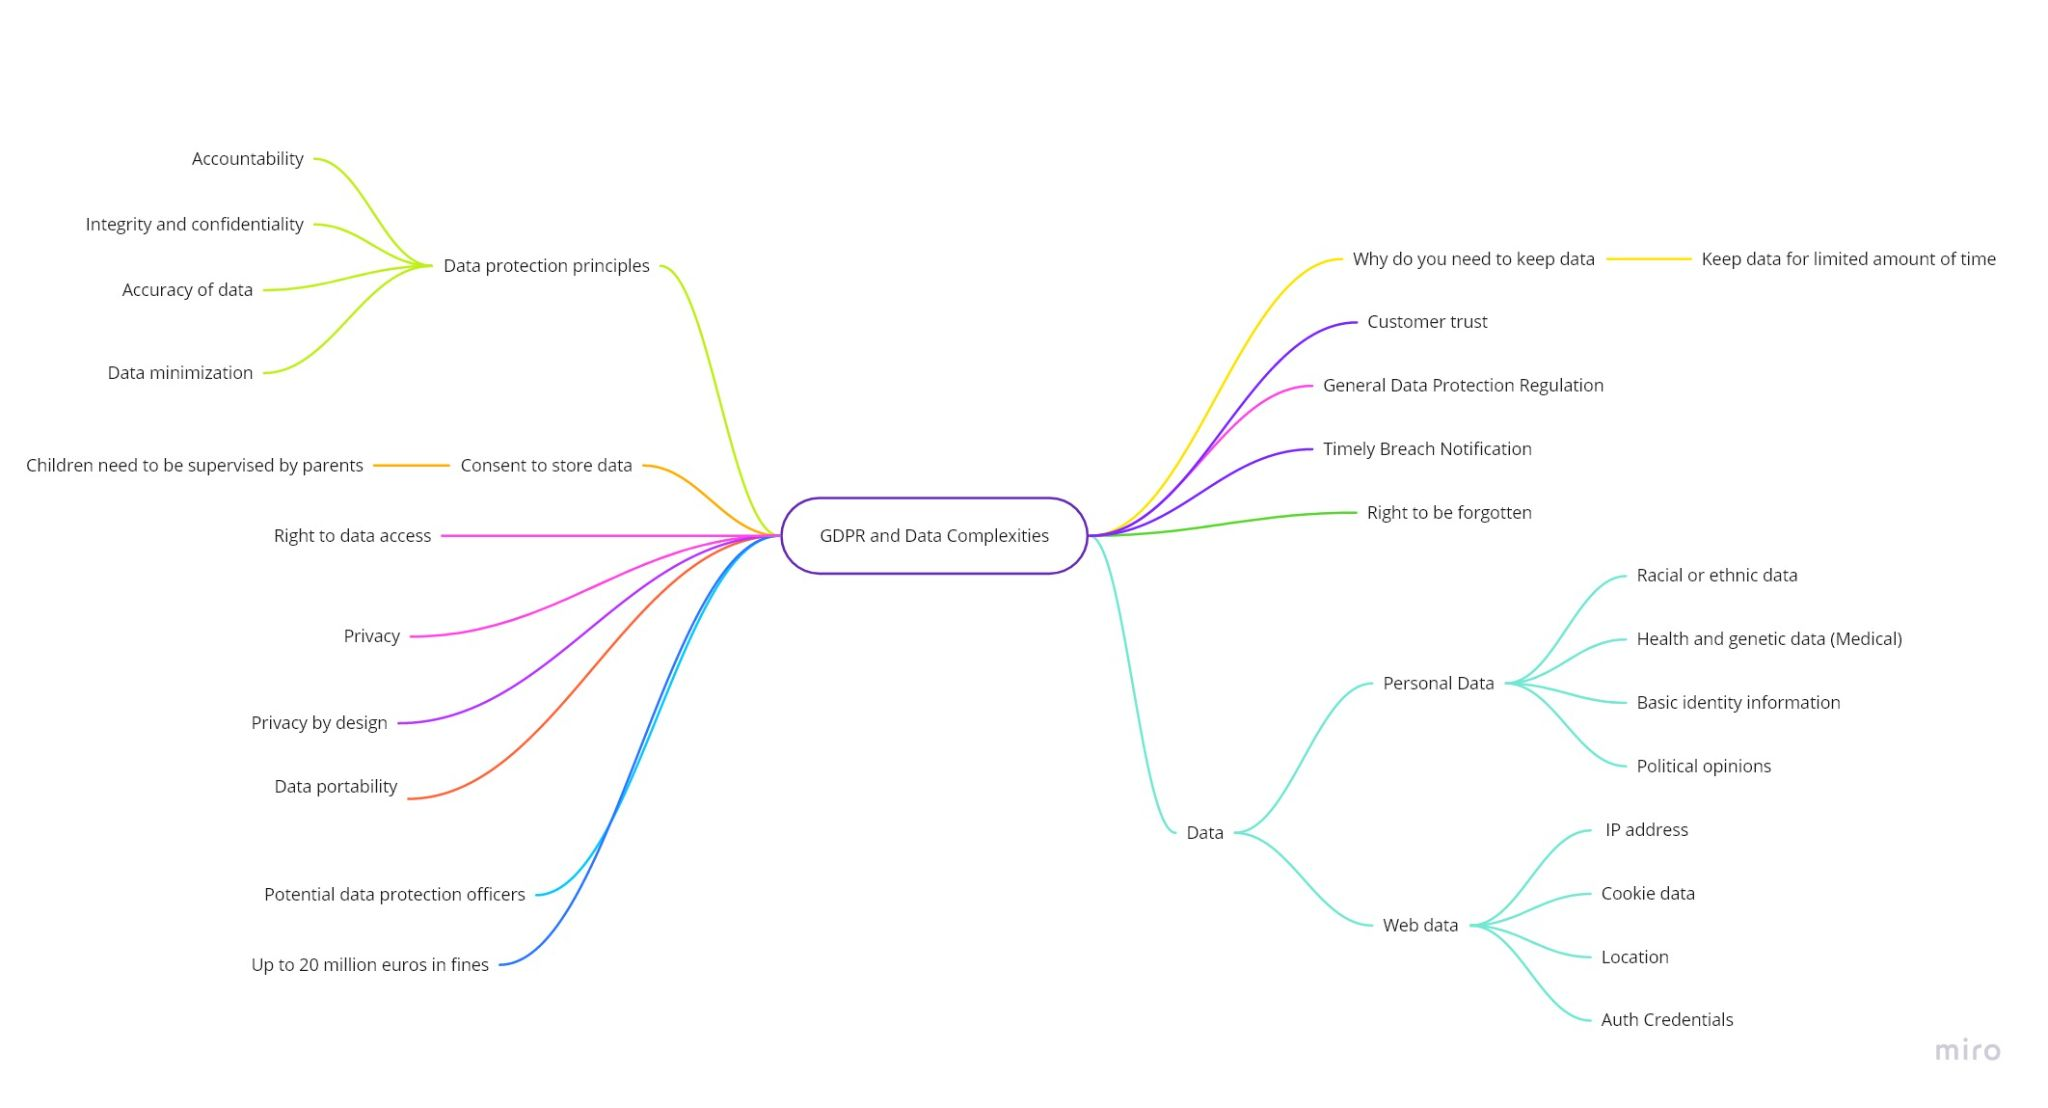 Accountability
Integrity and confidentiality
Accuracy of data
Data minimization
Data protection principles
Children need to be supervised by parents
Consent to store data
Right to data access
Privacy
Privacy by design
Data portability
Potential data protection officers
Up to 20 million euros in fines
GDPR and Data Complexities
Why do you need to keep data
Keep data for limited amount of time
Customer trust
General Data Protection Regulation
Timely Breach Notification
Right to be forgotten
Data
Personal Data
Racial or ethnic data
Health and genetic data (Medical)
Basic identity information
Political opinions
Web data
IP address
Cookie data
Location
Auth Credentials
miro